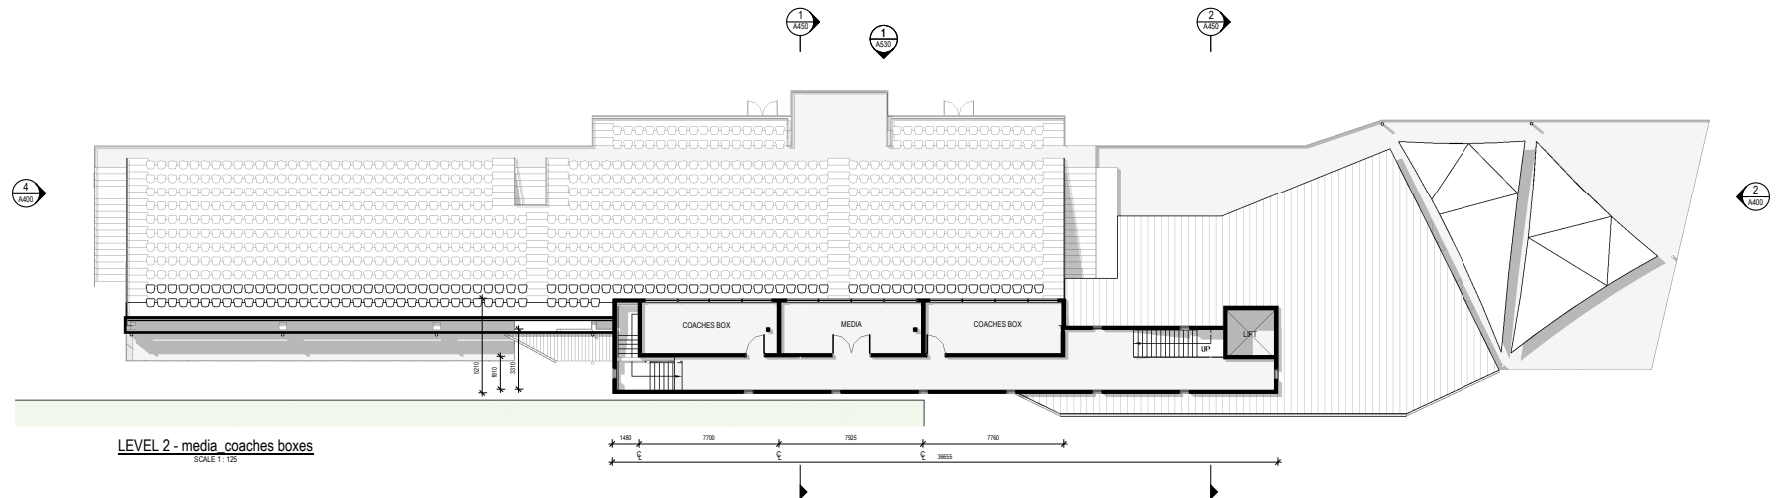 1
A450
2
A450
1
A530
4
A400
2
A400
COACHES BOX
MEDIA
COACHES BOX
LIFT
UP
5210
1810
3310
1480
7700
7925
7760
36655
LEVEL 2 - media_coaches boxes
SCALE 1 : 125